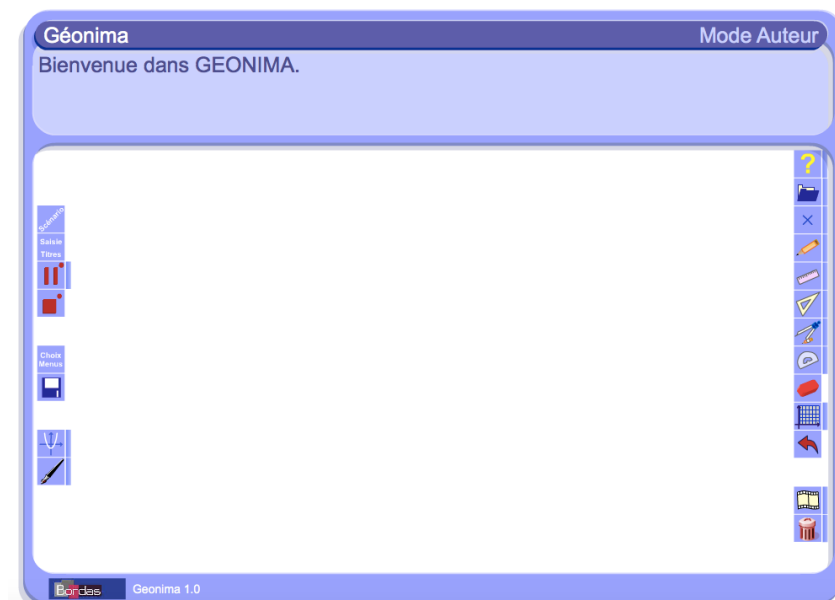 Géonima
Mode Auteur
Bienvenue dans GEONIMA.
?
Scénario
Saisie
Titres
Choix
Menus
Bordas
Geonima 1.0